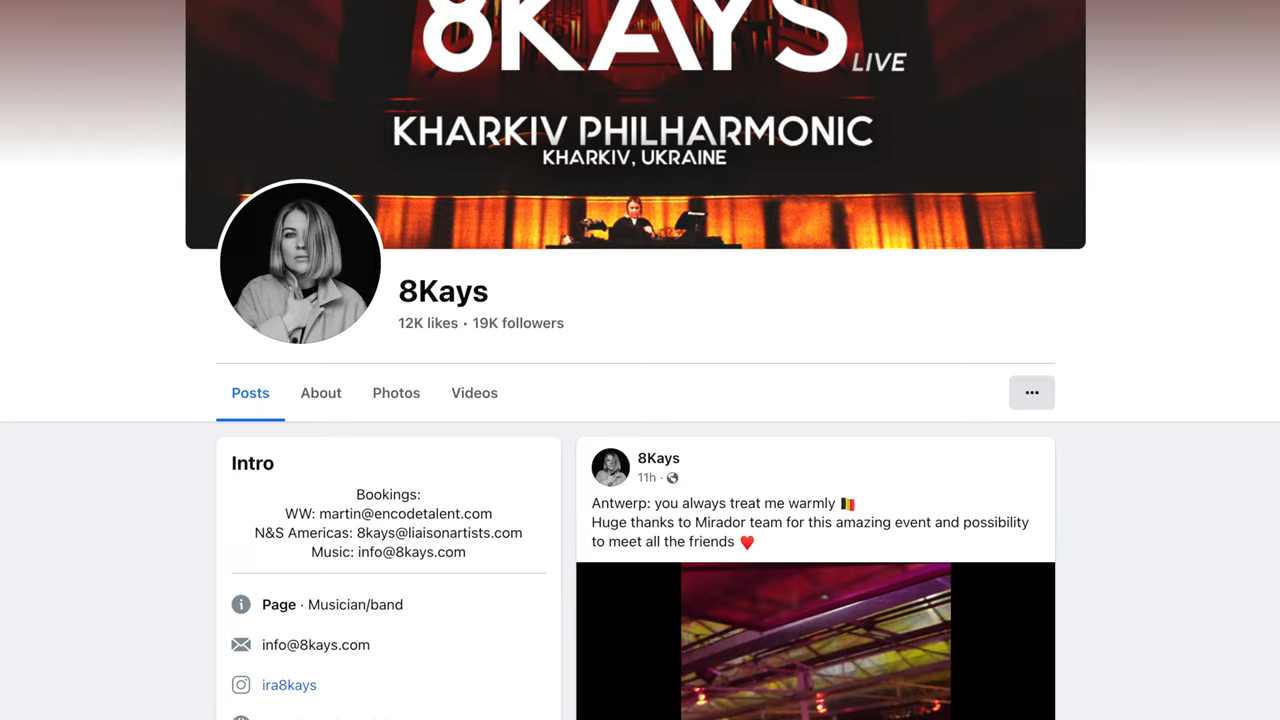 8KAYS
LIVE
KHARKIV PHILHARMONIC
KHARKIV, UKRAINE
8Kays
12K likes · 19K followers
Posts
About
Photos
Videos
Intro
Bookings:
WW: martin@encodetalent.com
N&S Americas: 8kays@liaisonartists.com
Music: info@8kays.com
Page · Musician/band
info@8kays.com
ira8kays
8Kays
11h ·
Antwerp: you always treat me warmly 🇧🇪
Huge thanks to Mirador team for this amazing event and possibility
to meet all the friends ♥️